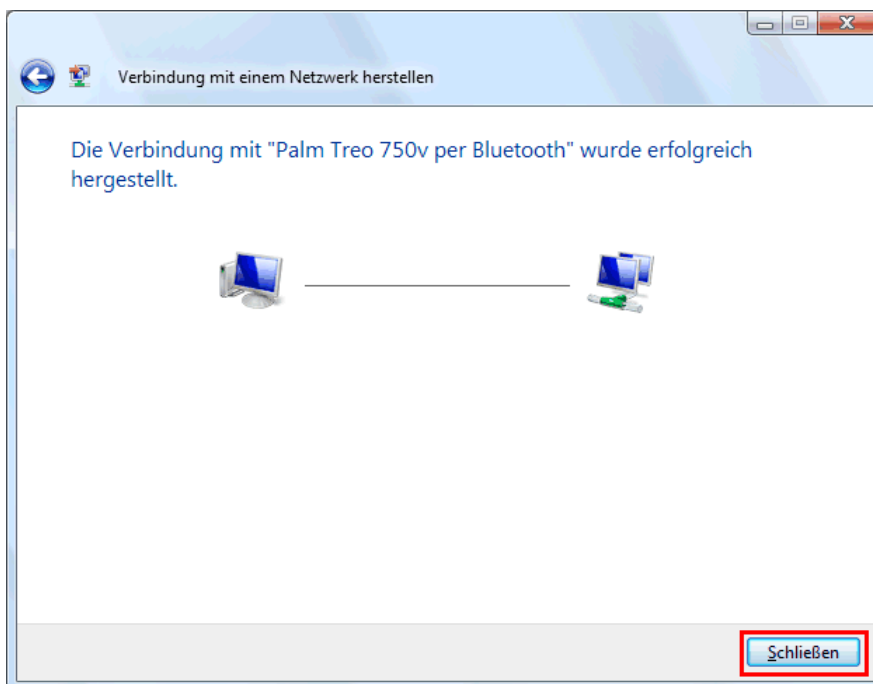 Verbindung mit einem Netzwerk herstellen
Die Verbindung mit "Palm Treo 750v per Bluetooth" wurde erfolgreich
hergestellt.
Schließen